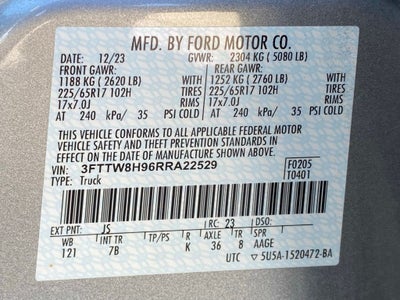 MFD. BY FORD MOTOR CO.
DATE: 12/23 GVWR: 2304 KG ( 5080 LB)
FRONT GAWR: REAR GAWR:
1188 KG ( 2620 LB) 1252 KG ( 2760 LB)
225/65R17 102H TIRES 225/65R17 102H TIRES
17x7.0J RIMS 17x7.0J RIMS
AT 240 kPa/ 35 PSI COLD AT 240 kPa/ 35 PSI COLD
THIS VEHICLE CONFORMS TO ALL APPLICABLE FEDERAL MOTOR
VEHICLE SAFETY AND THEFT PREVENTION STANDARDS IN EFFECT ON
THE DATE OF MANUFACTURE SHOWN ABOVE.
VIN: 3FTTW8H96RRA22529 F0205
TYPE: Truck T0401
EXT PNT: JS RC: 23 DSO:
WB INT TR TP/PS R AXLE TR SPR
121 7B K 36 8 AAGE
UTC 5U5A-1520472-BA